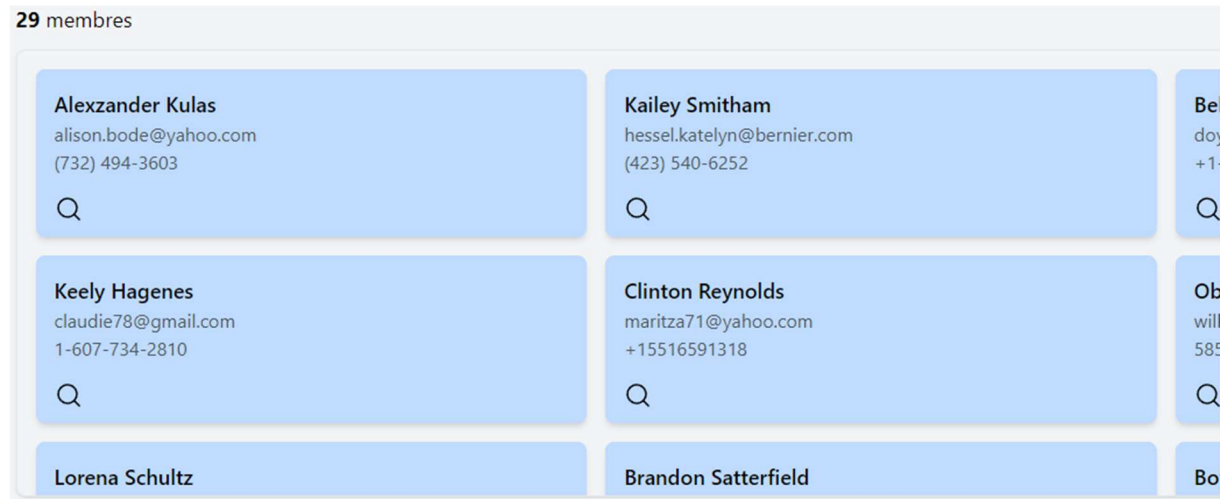 29 membres
Alexzander Kulas
alison.bode@yahoo.com
(732) 494-3603
Kailey Smitham
hessel.katelyn@bernier.com
(423) 540-6252
Keely Hagenes
claudie78@gmail.com
1-607-734-2810
Clinton Reynolds
maritza71@yahoo.com
+15516591318
Lorena Schultz
Brandon Satterfield